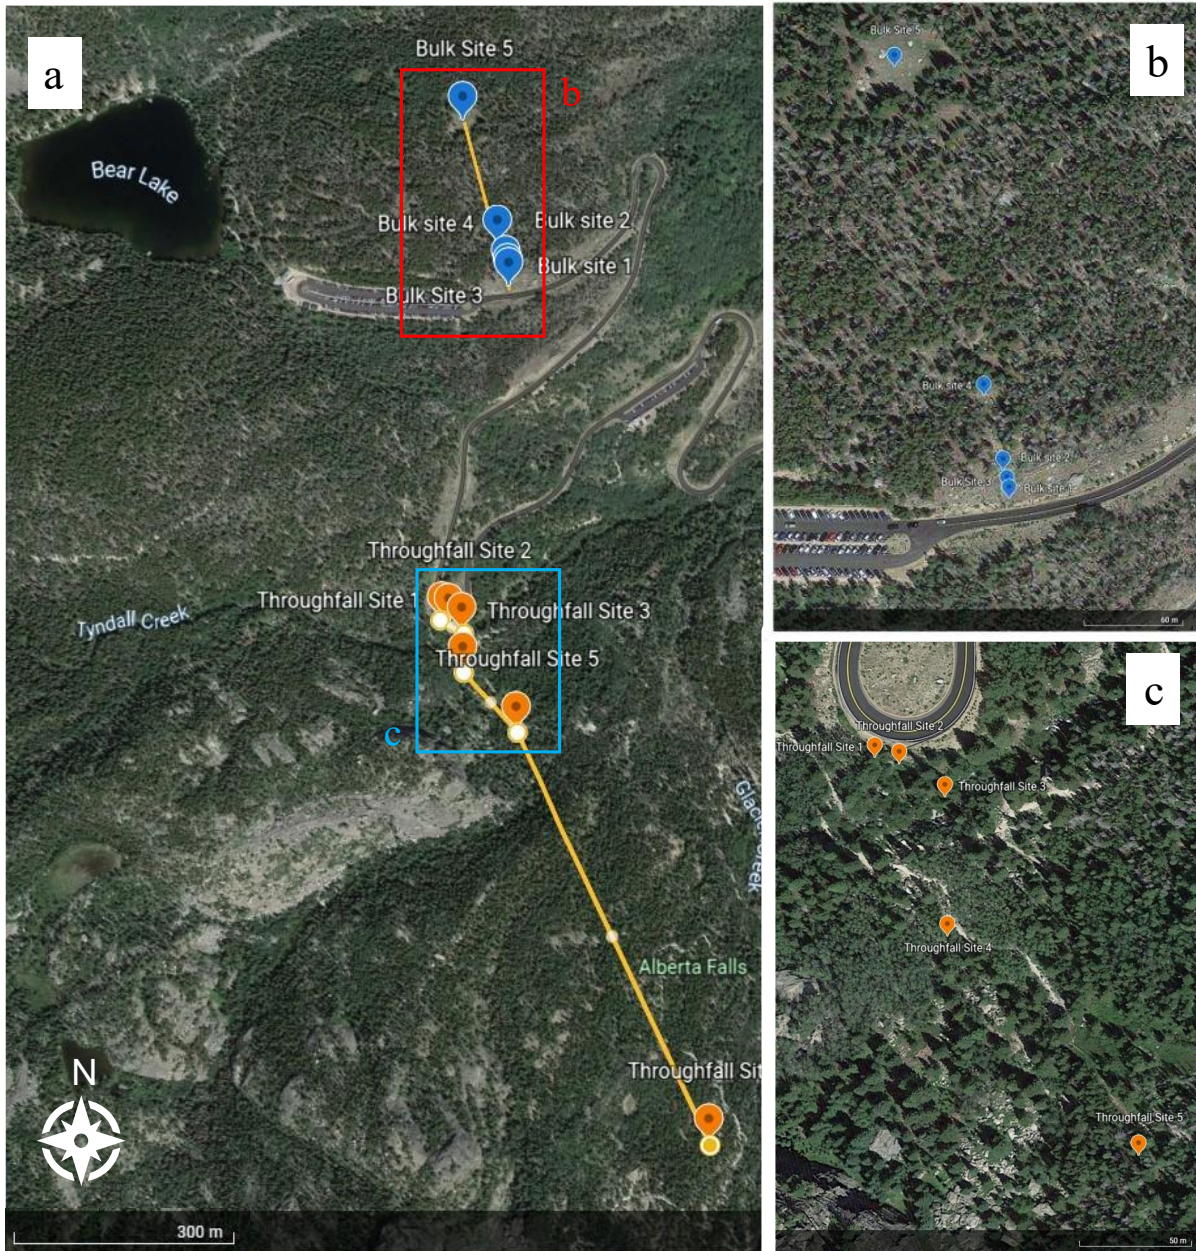 a
Bulk Site 5
b
Bear Lake
Bulk site 4
Bulk site 2
Bulk site 1
Bulk Site 3
Throughfall Site 2
Throughfall Site 1
Throughfall Site 3
Tyndall Creek
Throughfall Site 5
c
Glacier Creek
Alberta Falls
Throughfall Sit
N
300 m
b
Bulk Site 5
Bulk site 4
Bulk site 2
Bulk Site 3
Bulk site 1
60 m
c
Throughfall Site 2
Throughfall Site 1
Throughfall Site 3
Throughfall Site 4
Throughfall Site 5
50 m